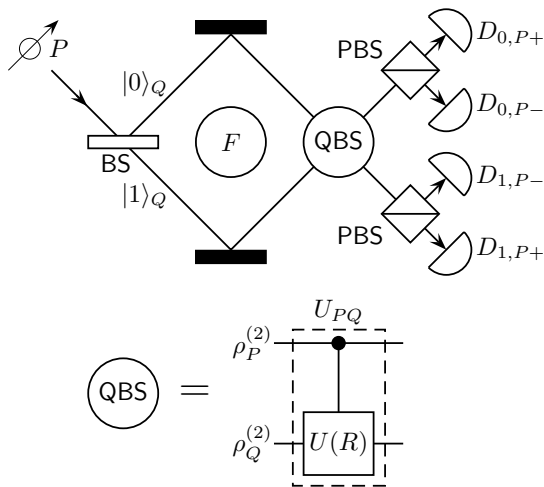 P
PBS
D_{0,P+}
|0⟩_Q
D_{0,P−}
F
QBS
BS
|1⟩_Q
D_{1,P−}
PBS
D_{1,P+}
U_{PQ}
ρ_P^{(2)}
QBS =
ρ_Q^{(2)}
U(R)